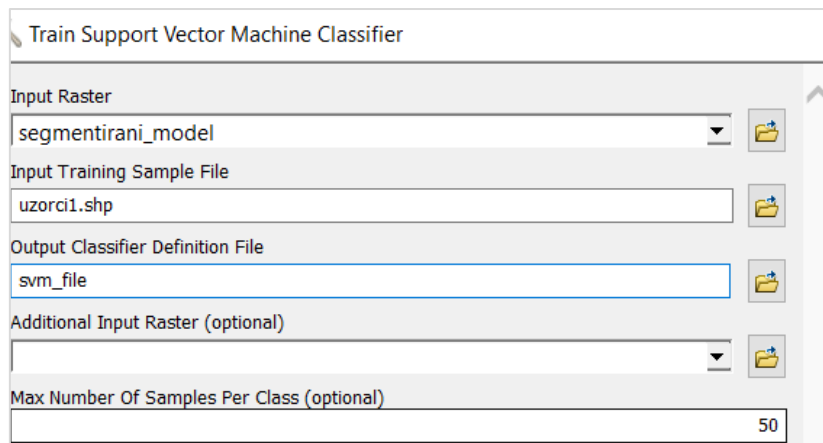 Train Support Vector Machine Classifier
Input Raster
segmentirani_model
Input Training Sample File
uzorci1.shp
Output Classifier Definition File
svm_file
Additional Input Raster (optional)
Max Number Of Samples Per Class (optional)
50